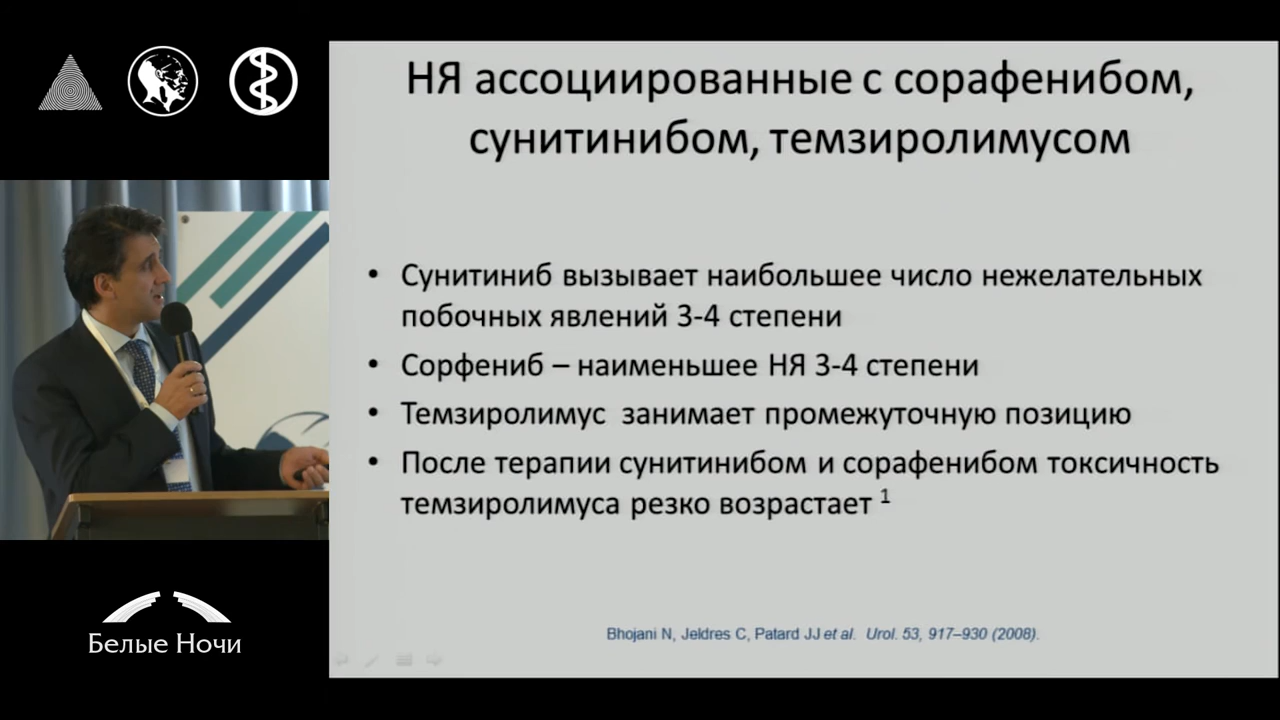 НЯ ассоциированные с сорафенибом,
сунитинибом, темзиролимусом
• Сунитиниб вызывает наибольшее число нежелательных
побочных явлений 3-4 степени
• Сорфениб – наименьшее НЯ 3-4 степени
• Темзиролимус занимает промежуточную позицию
• После терапии сунитинибом и сорафенибом токсичность
темзиролимуса резко возрастает 1
Bhojani N, Jeldres C, Patard JJ et al. Urol. 53, 917–930 (2008).
Белые Ночи